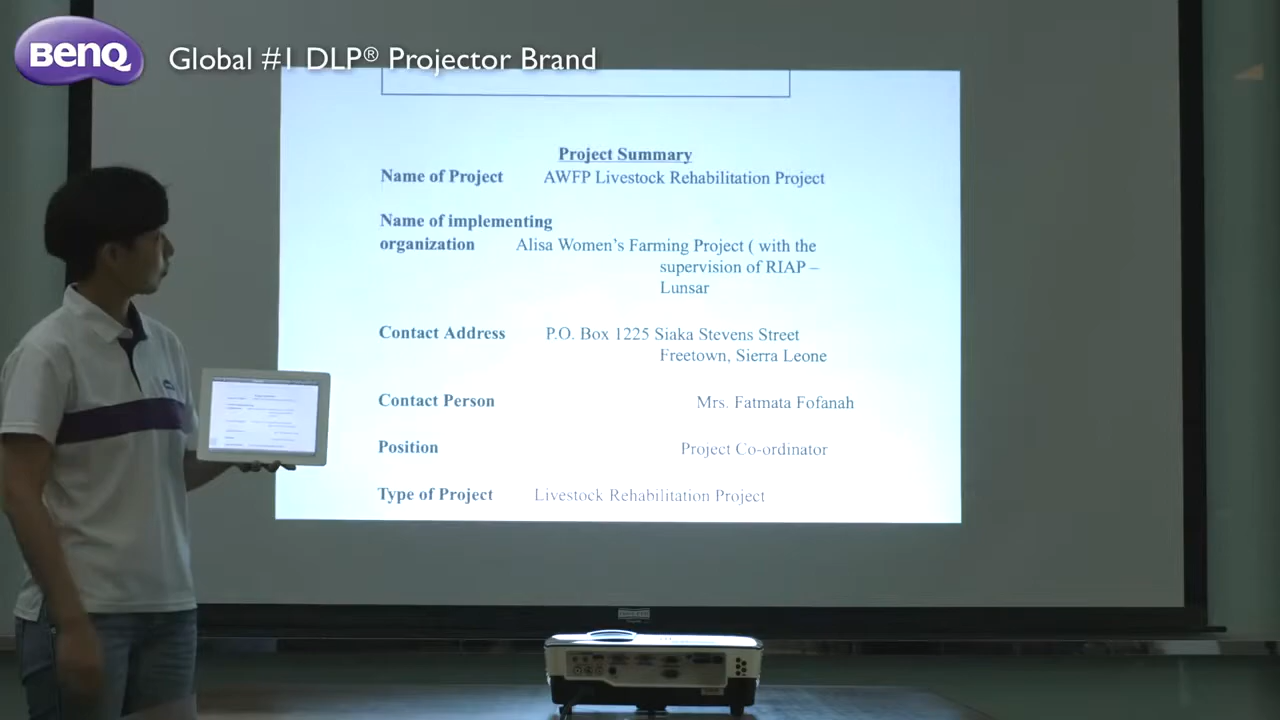 BenQ Global #1 DLP® Projector Brand
Project Summary
Name of Project AWFP Livestock Rehabilitation Project
Name of implementing
organization Alisa Women's Farming Project ( with the
supervision of RIAP –
Lunsar
Contact Address P.O. Box 1225 Siaka Stevens Street
Freetown, Sierra Leone
Contact Person Mrs. Fatmata Fofanah
Position Project Co-ordinator
Type of Project Livestock Rehabilitation Project